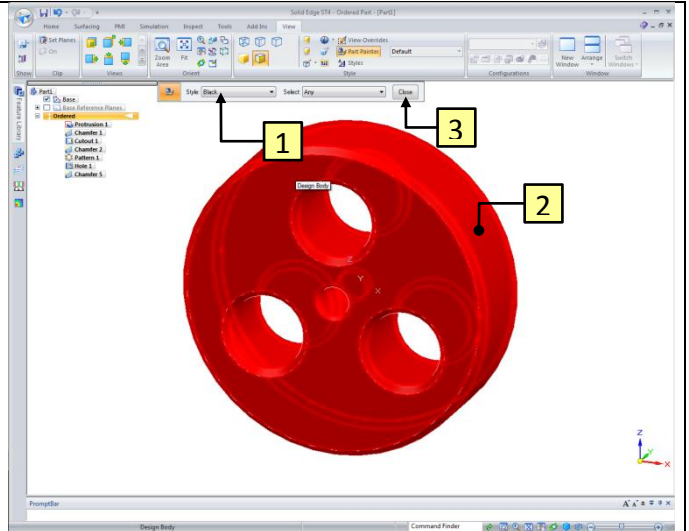 Solid Edge ST4 - Ordered Part - [Part1]
Home Surfacing PMI Simulation Inspect Tools Add Ins View
Set Planes
On
Zoom Area
Fit
View Overrides
Part Painter
Default
Styles
New Window
Arrange
Switch Windows
Show Clip Views Orient Style Configurations Window
Style: Black Select: Any Close
Feature Library
Part1
Base
Base Reference Planes
Ordered
Protrusion 1
Chamfer 1
Cutout 1
Chamfer 2
Pattern 1
Hole 1
Chamfer 5
1
3
2
Design Body
Z
Y
X
Z
Y
X
PromptBar
Design Body
Command Finder